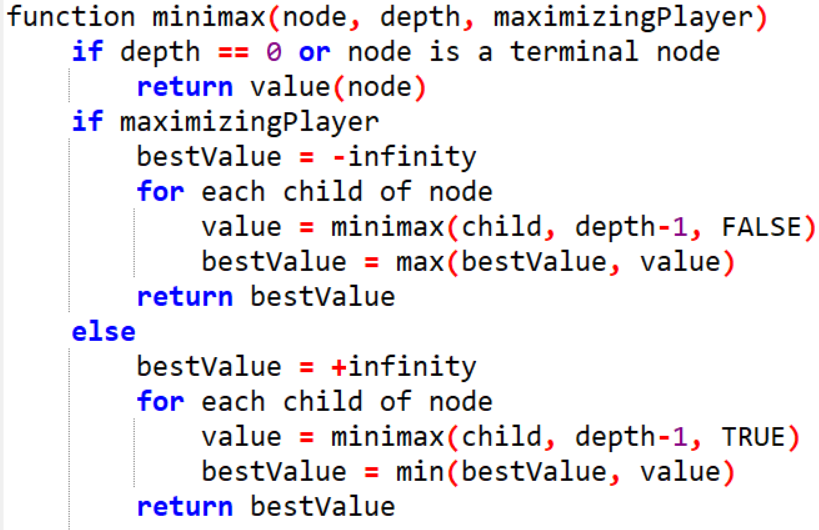 function minimax(node, depth, maximizingPlayer)
    if depth == 0 or node is a terminal node
        return value(node)
    if maximizingPlayer
        bestValue = -infinity
        for each child of node
            value = minimax(child, depth-1, FALSE)
            bestValue = max(bestValue, value)
        return bestValue
    else
        bestValue = +infinity
        for each child of node
            value = minimax(child, depth-1, TRUE)
            bestValue = min(bestValue, value)
        return bestValue